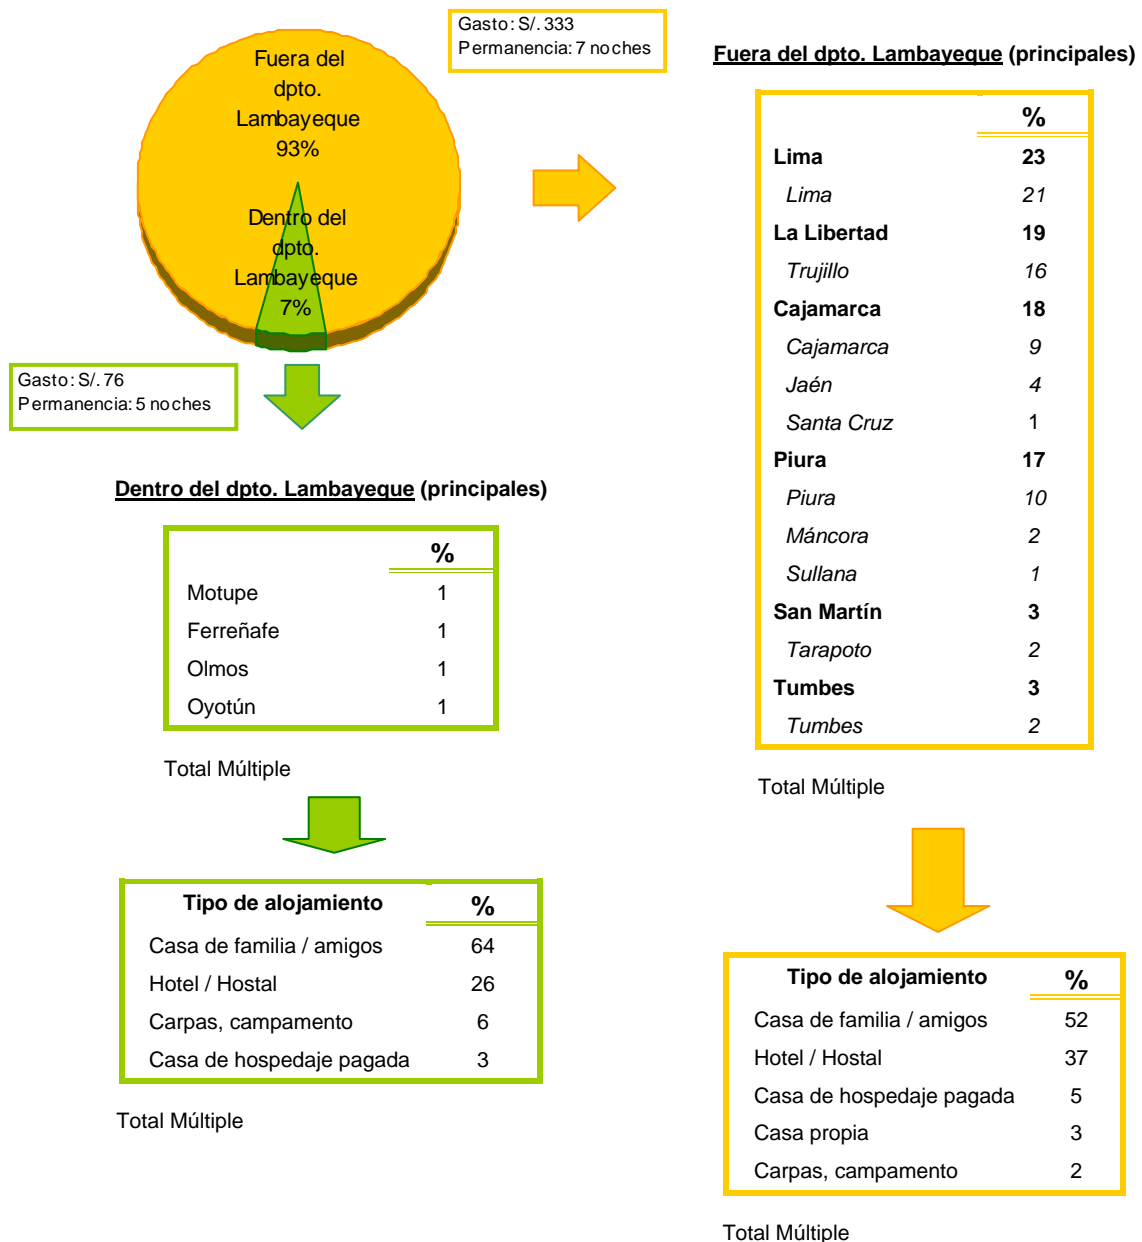 Gasto: S/. 333
Permanencia: 7 noches
Fuera del
dpto.
Lambayeque
93%
Dentro del
dpto.
Lambayeque
7%
Gasto: S/. 76
Permanencia: 5 noches
Dentro del dpto. Lambayeque (principales)
%
Motupe 1
Ferreñafe 1
Olmos 1
Oyotún 1
Total Múltiple
Tipo de alojamiento %
Casa de familia / amigos 64
Hotel / Hostal 26
Carpas, campamento 6
Casa de hospedaje pagada 3
Total Múltiple
Fuera del dpto. Lambayeque (principales)
%
Lima 23
Lima 21
La Libertad 19
Trujillo 16
Cajamarca 18
Cajamarca 9
Jaén 4
Santa Cruz 1
Piura 17
Piura 10
Máncora 2
Sullana 1
San Martín 3
Tarapoto 2
Tumbes 3
Tumbes 2
Total Múltiple
Tipo de alojamiento %
Casa de familia / amigos 52
Hotel / Hostal 37
Casa de hospedaje pagada 5
Casa propia 3
Carpas, campamento 2
Total Múltiple